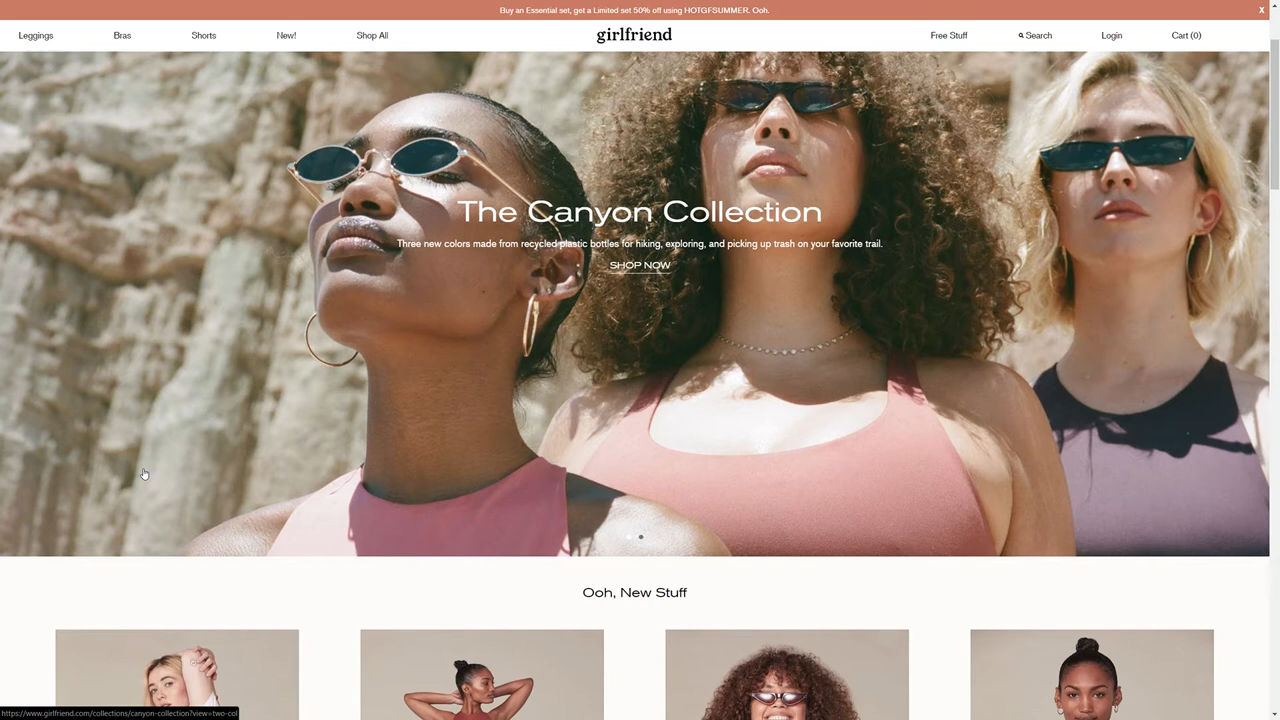 Buy an Essential set, get a Limited set 50% off using HOTGFSUMMER. Ooh.
X
Leggings
Bras
Shorts
New!
Shop All
girlfriend
Free Stuff
Search
Login
Cart (0)
The Canyon Collection
Three new colors made from recycled plastic bottles for hiking, exploring, and picking up trash on your favorite trail.
SHOP NOW
Ooh, New Stuff
https://www.girlfriend.com/collections/canyon-collection?view=two-col